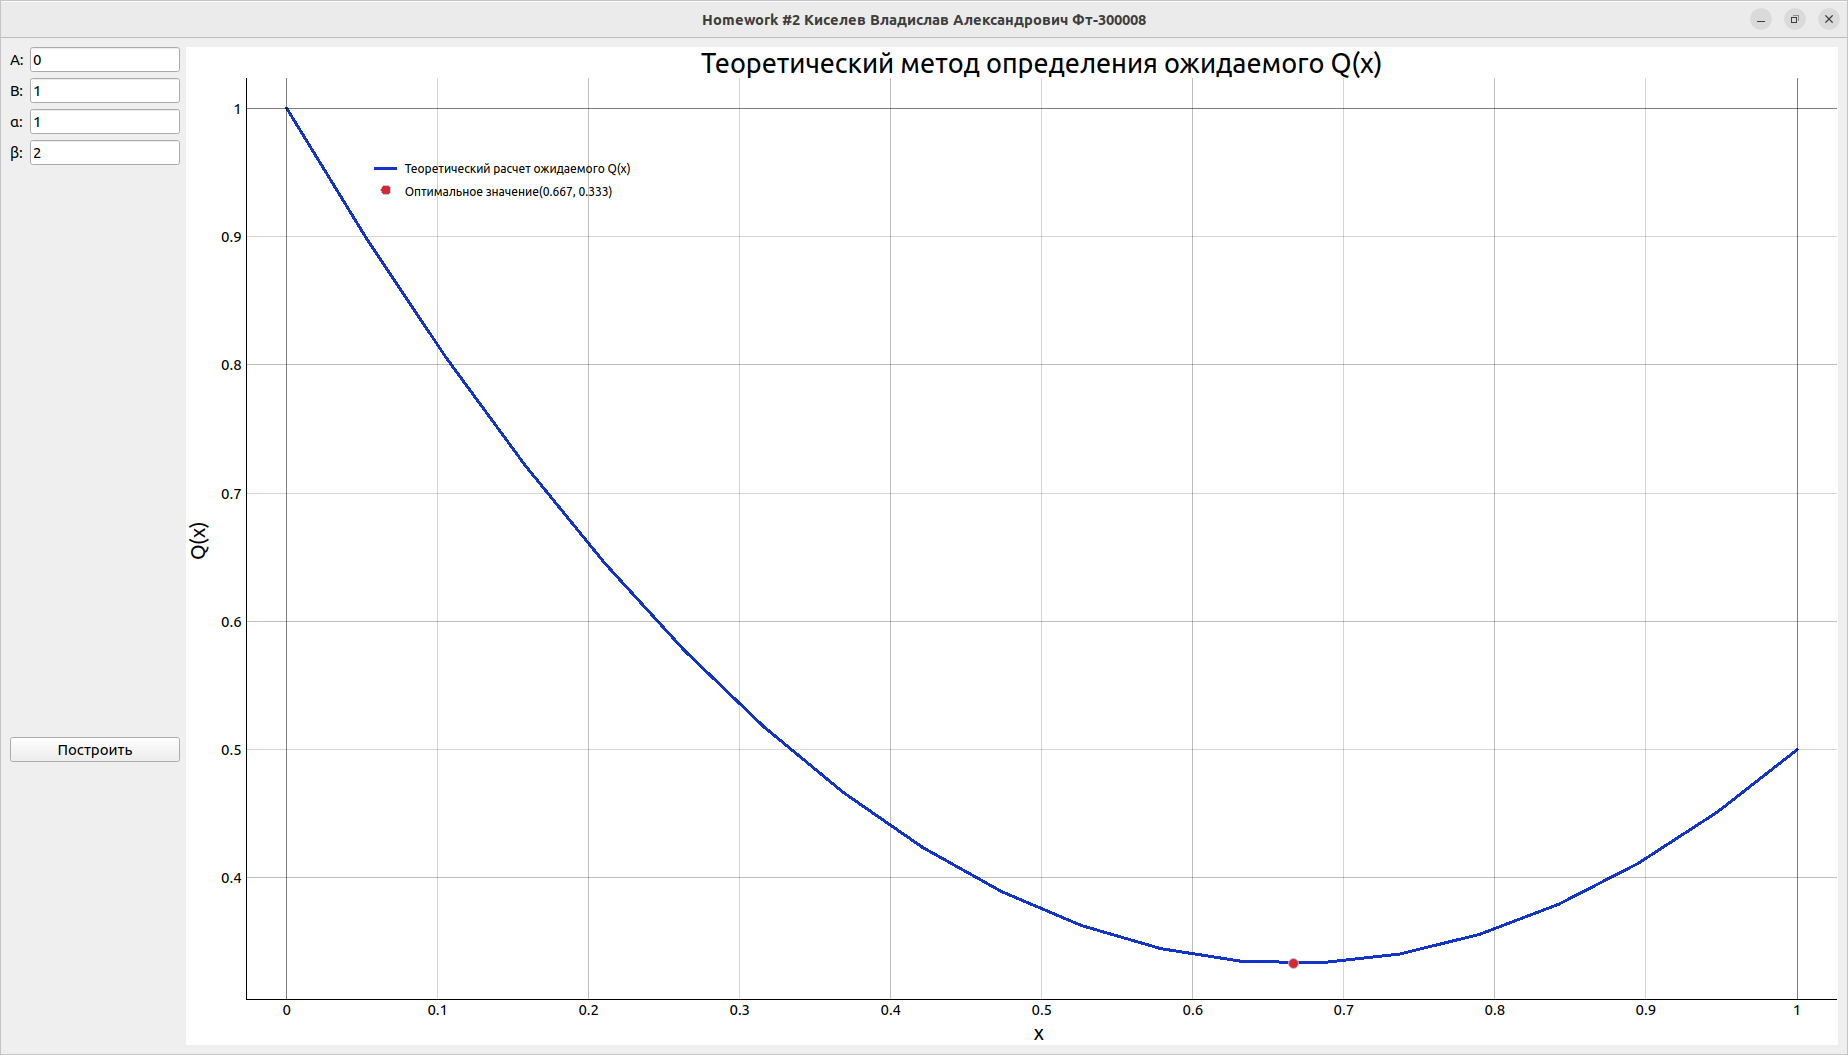 Homework #2 Киселев Владислав Александрович Фт-300008
A: 0
B: 1
α: 1
β: 2
Построить
Теоретический метод определения ожидаемого Q(x)
Теоретический расчет ожидаемого Q(x)
Оптимальное значение(0.667, 0.333)
Q(x)
1
0.9
0.8
0.7
0.6
0.5
0.4
0 0.1 0.2 0.3 0.4 0.5 0.6 0.7 0.8 0.9 1
x